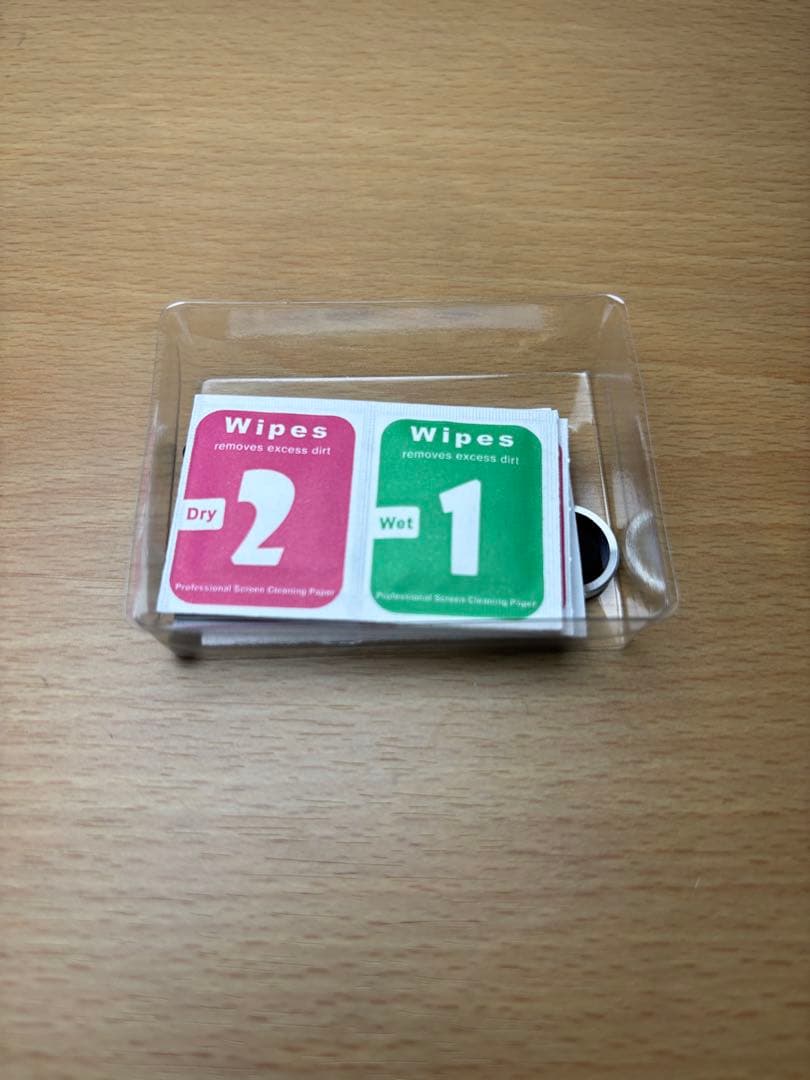 Wipes
removes excess dirt
2
Dry
Professional Screen Cleaning Paper
Wipes
removes excess dirt
1
Wet
Professional Screen Cleaning Paper